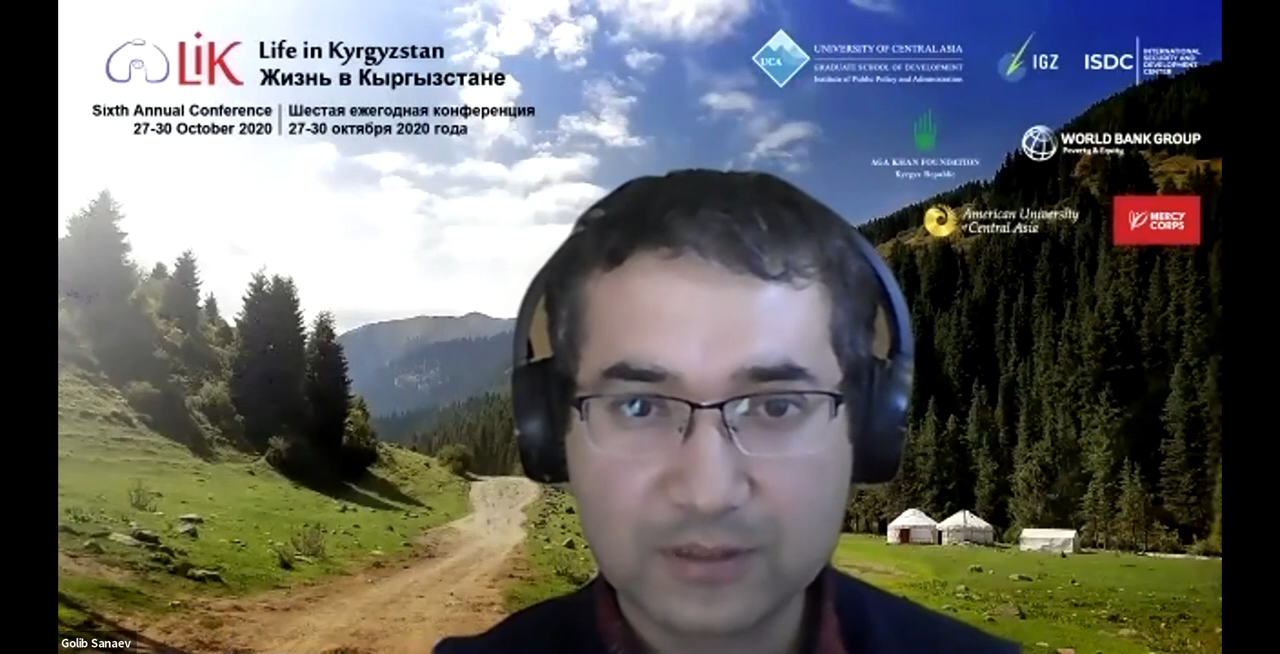 LiK
Life in Kyrgyzstan
Жизнь в Кыргызстане
Sixth Annual Conference
27-30 October 2020
Шестая ежегодная конференция
27-30 октября 2020 года
UCA
UNIVERSITY OF CENTRAL ASIA
GRADUATE SCHOOL OF DEVELOPMENT
Institute of Public Policy and Administration
IGZ
ISDC
INTERNATIONAL
SECURITY AND
DEVELOPMENT
CENTER
AGA KHAN FOUNDATION
Kyrgyz Republic
WORLD BANK GROUP
Poverty & Equity
American University
of Central Asia
MERCY
CORPS
Golib Sanaev